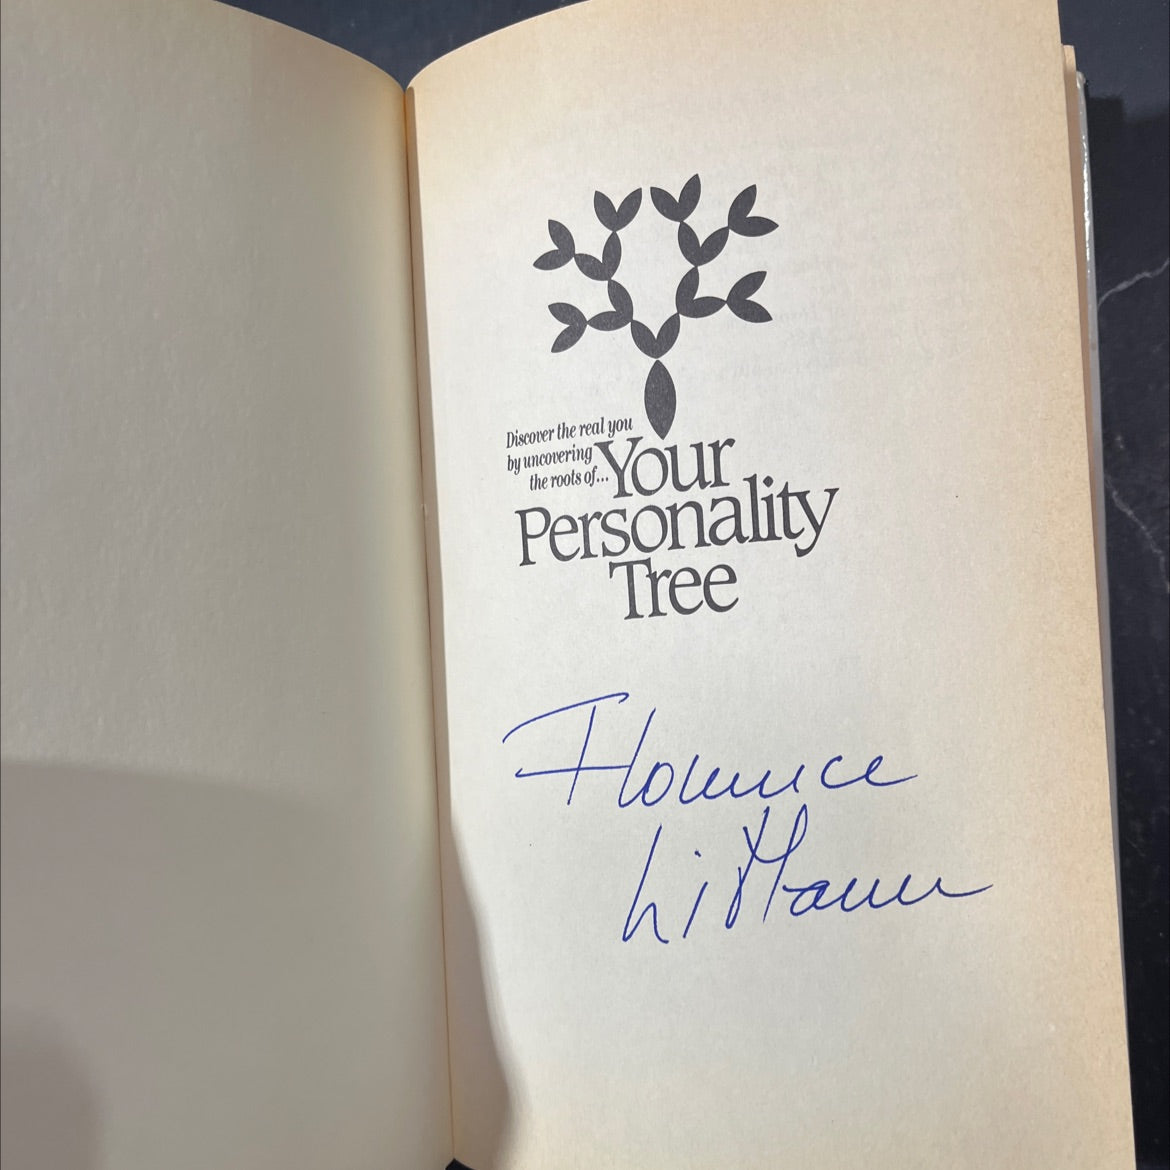 Discover the real you
by uncovering
the roots of... Your
Personality
Tree
Florence
Littauer